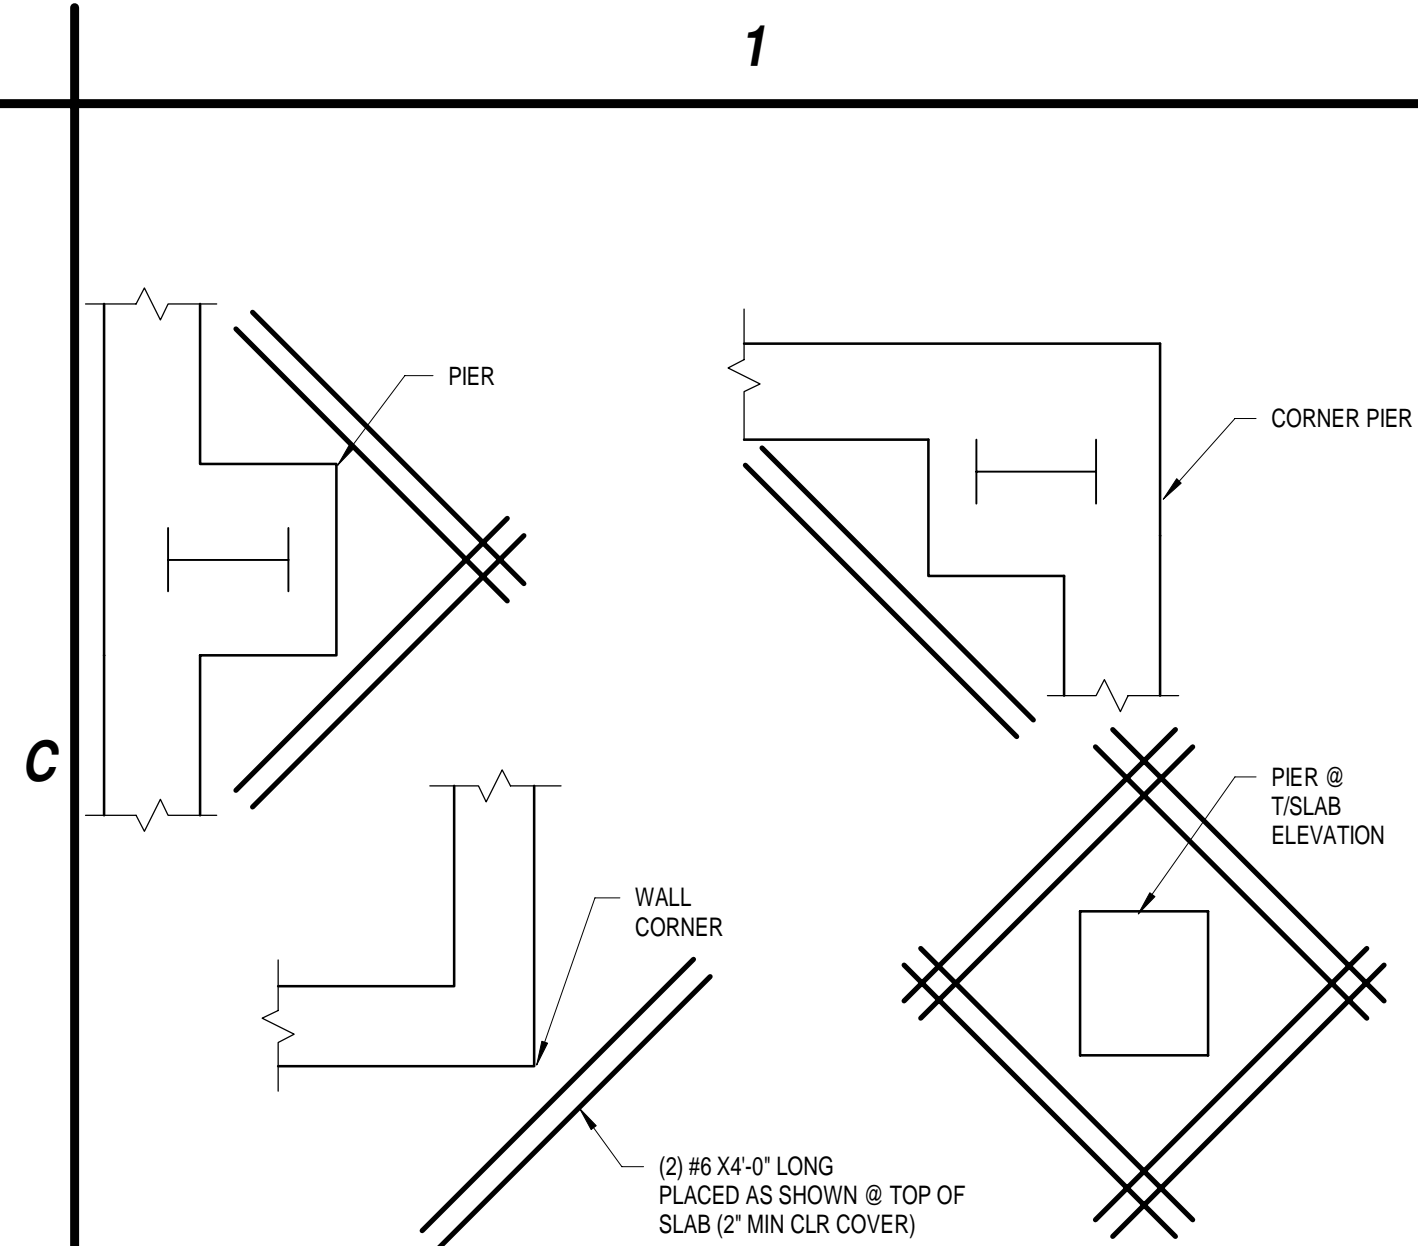 1
PIER
CORNER PIER
C
PIER @
T/SLAB
ELEVATION
WALL
CORNER
(2) #6 X4'-0" LONG
PLACED AS SHOWN @ TOP OF
SLAB (2" MIN CLR COVER)